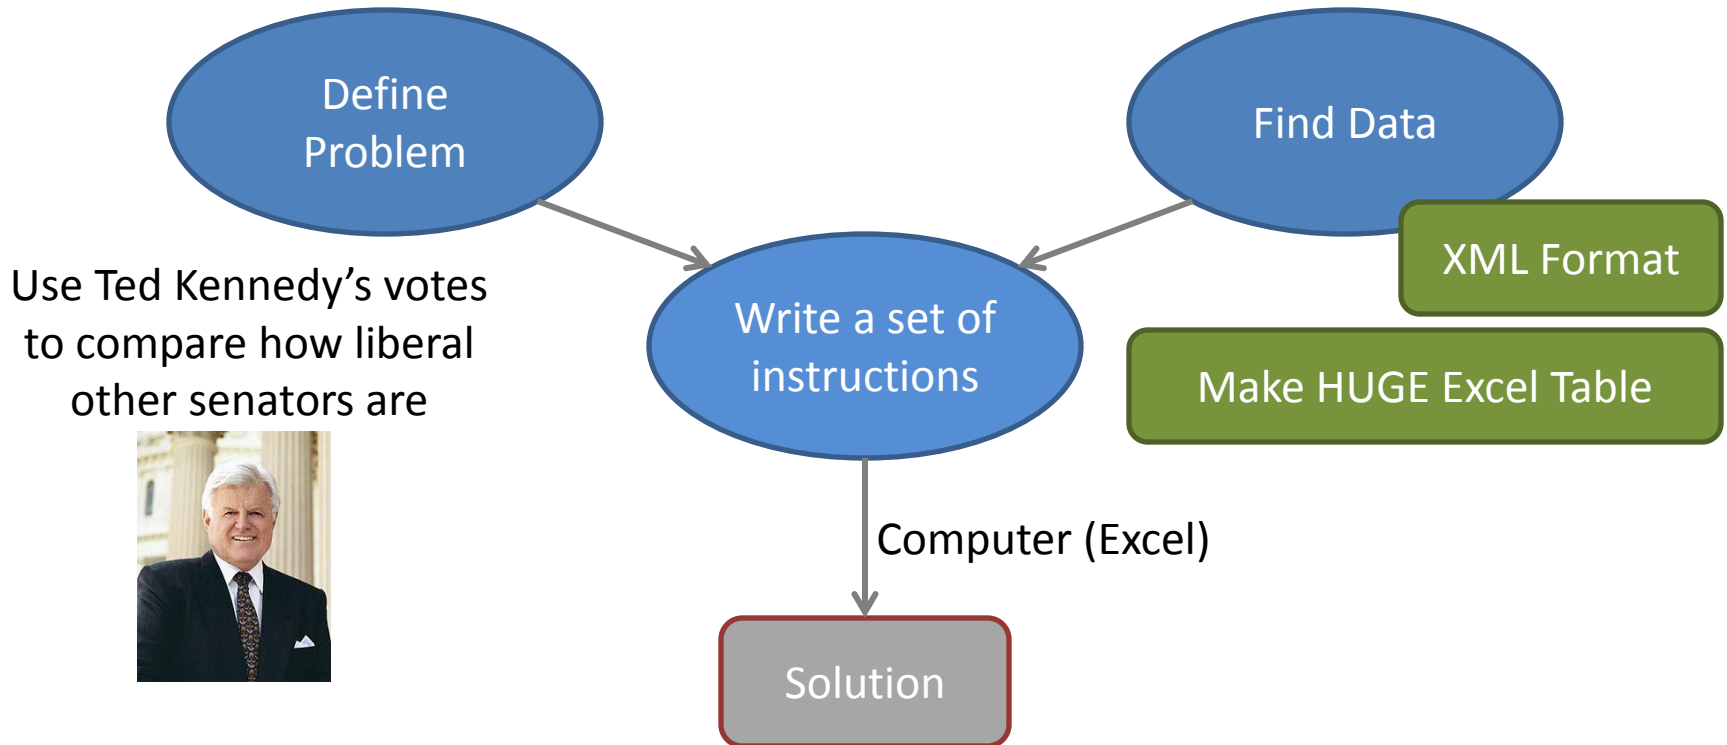 Define
Problem
Find Data
XML Format
Use Ted Kennedy’s votes
to compare how liberal
other senators are
Write a set of
instructions
Make HUGE Excel Table
Computer (Excel)
Solution